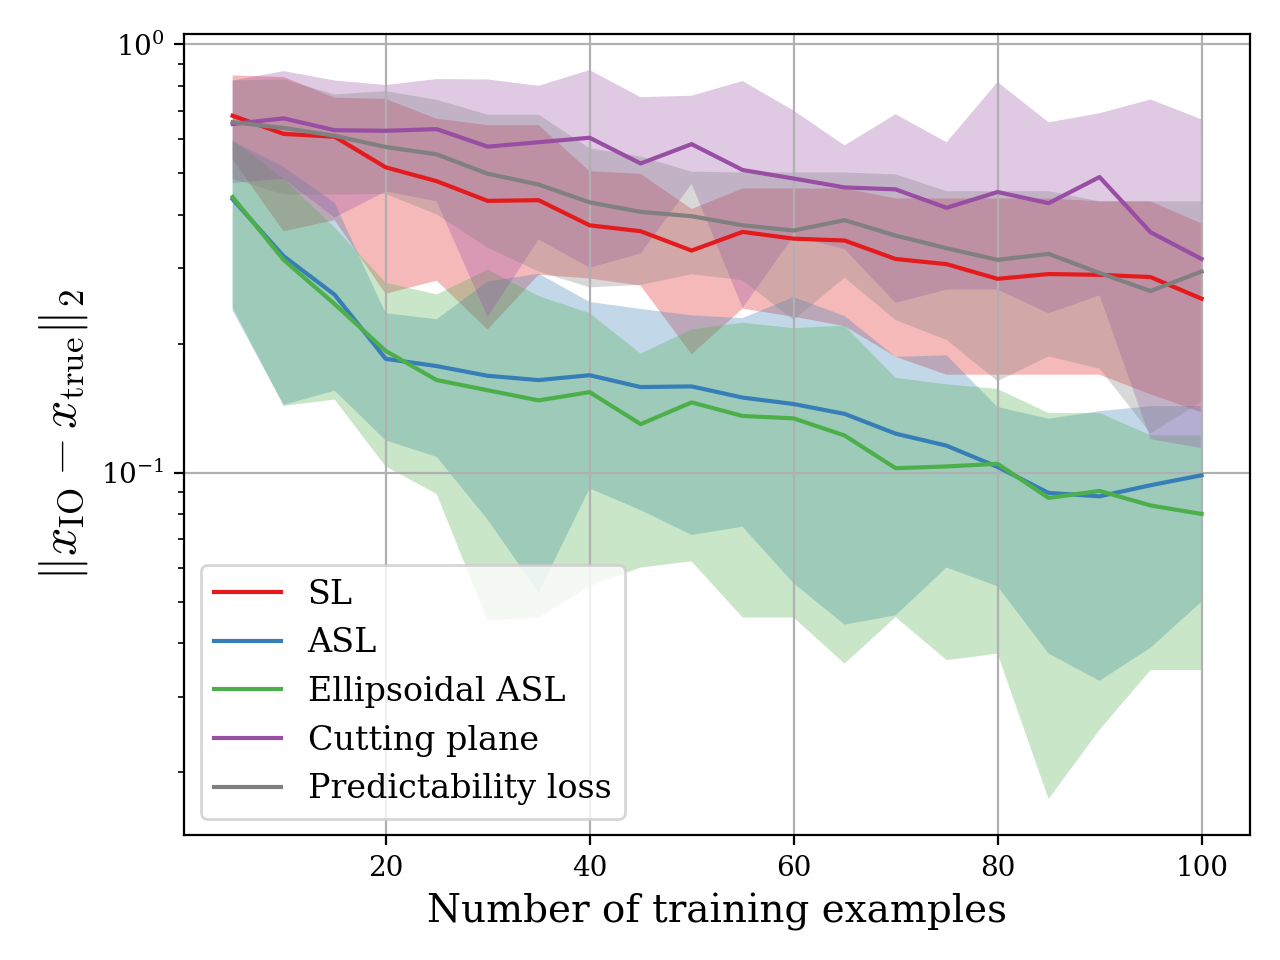 10⁰
10⁻¹
||x_IO − x_true||₂
SL
ASL
Ellipsoidal ASL
Cutting plane
Predictability loss
20 40 60 80 100
Number of training examples